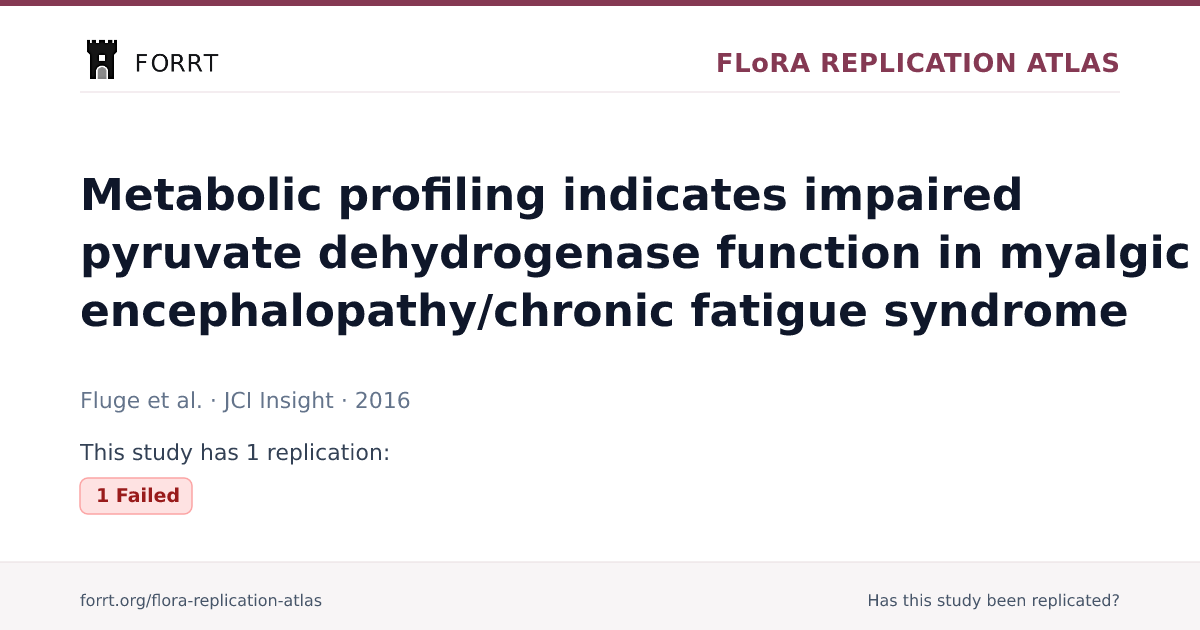 FORRT
FLoRA REPLICATION ATLAS
Metabolic profiling indicates impaired
pyruvate dehydrogenase function in myalgic
encephalopathy/chronic fatigue syndrome
Fluge et al. · JCI Insight · 2016
This study has 1 replication:
1 Failed
forrt.org/flora-replication-atlas
Has this study been replicated?